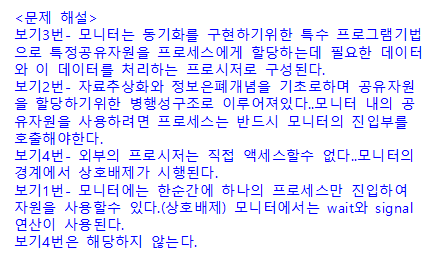 <문제 해설>
보기3번- 모니터는 동기화를 구현하기위한 특수 프로그램기법
으로 특정공유자원을 프로세스에게 할당하는데 필요한 데이터
와 이 데이터를 처리하는 프로시저로 구성된다.
보기2번- 자료추상화와 정보은폐개념을 기초로하며 공유자원
을 할당하기위한 병행성구조로 이루어져있다..모니터 내의 공
유자원을 사용하려면 프로세스는 반드시 모니터의 진입부를
호출해야한다.
보기4번- 외부의 프로시저는 직접 액세스할수 없다..모니터의
경계에서 상호배제가 시행된다.
보기1번- 모니터에는 한순간에 하나의 프로세스만 진입하여
자원을 사용할수 있다.(상호배제) 모니터에서는 wait와 signal
연산이 사용된다.
보기4번은 해당하지 않는다.